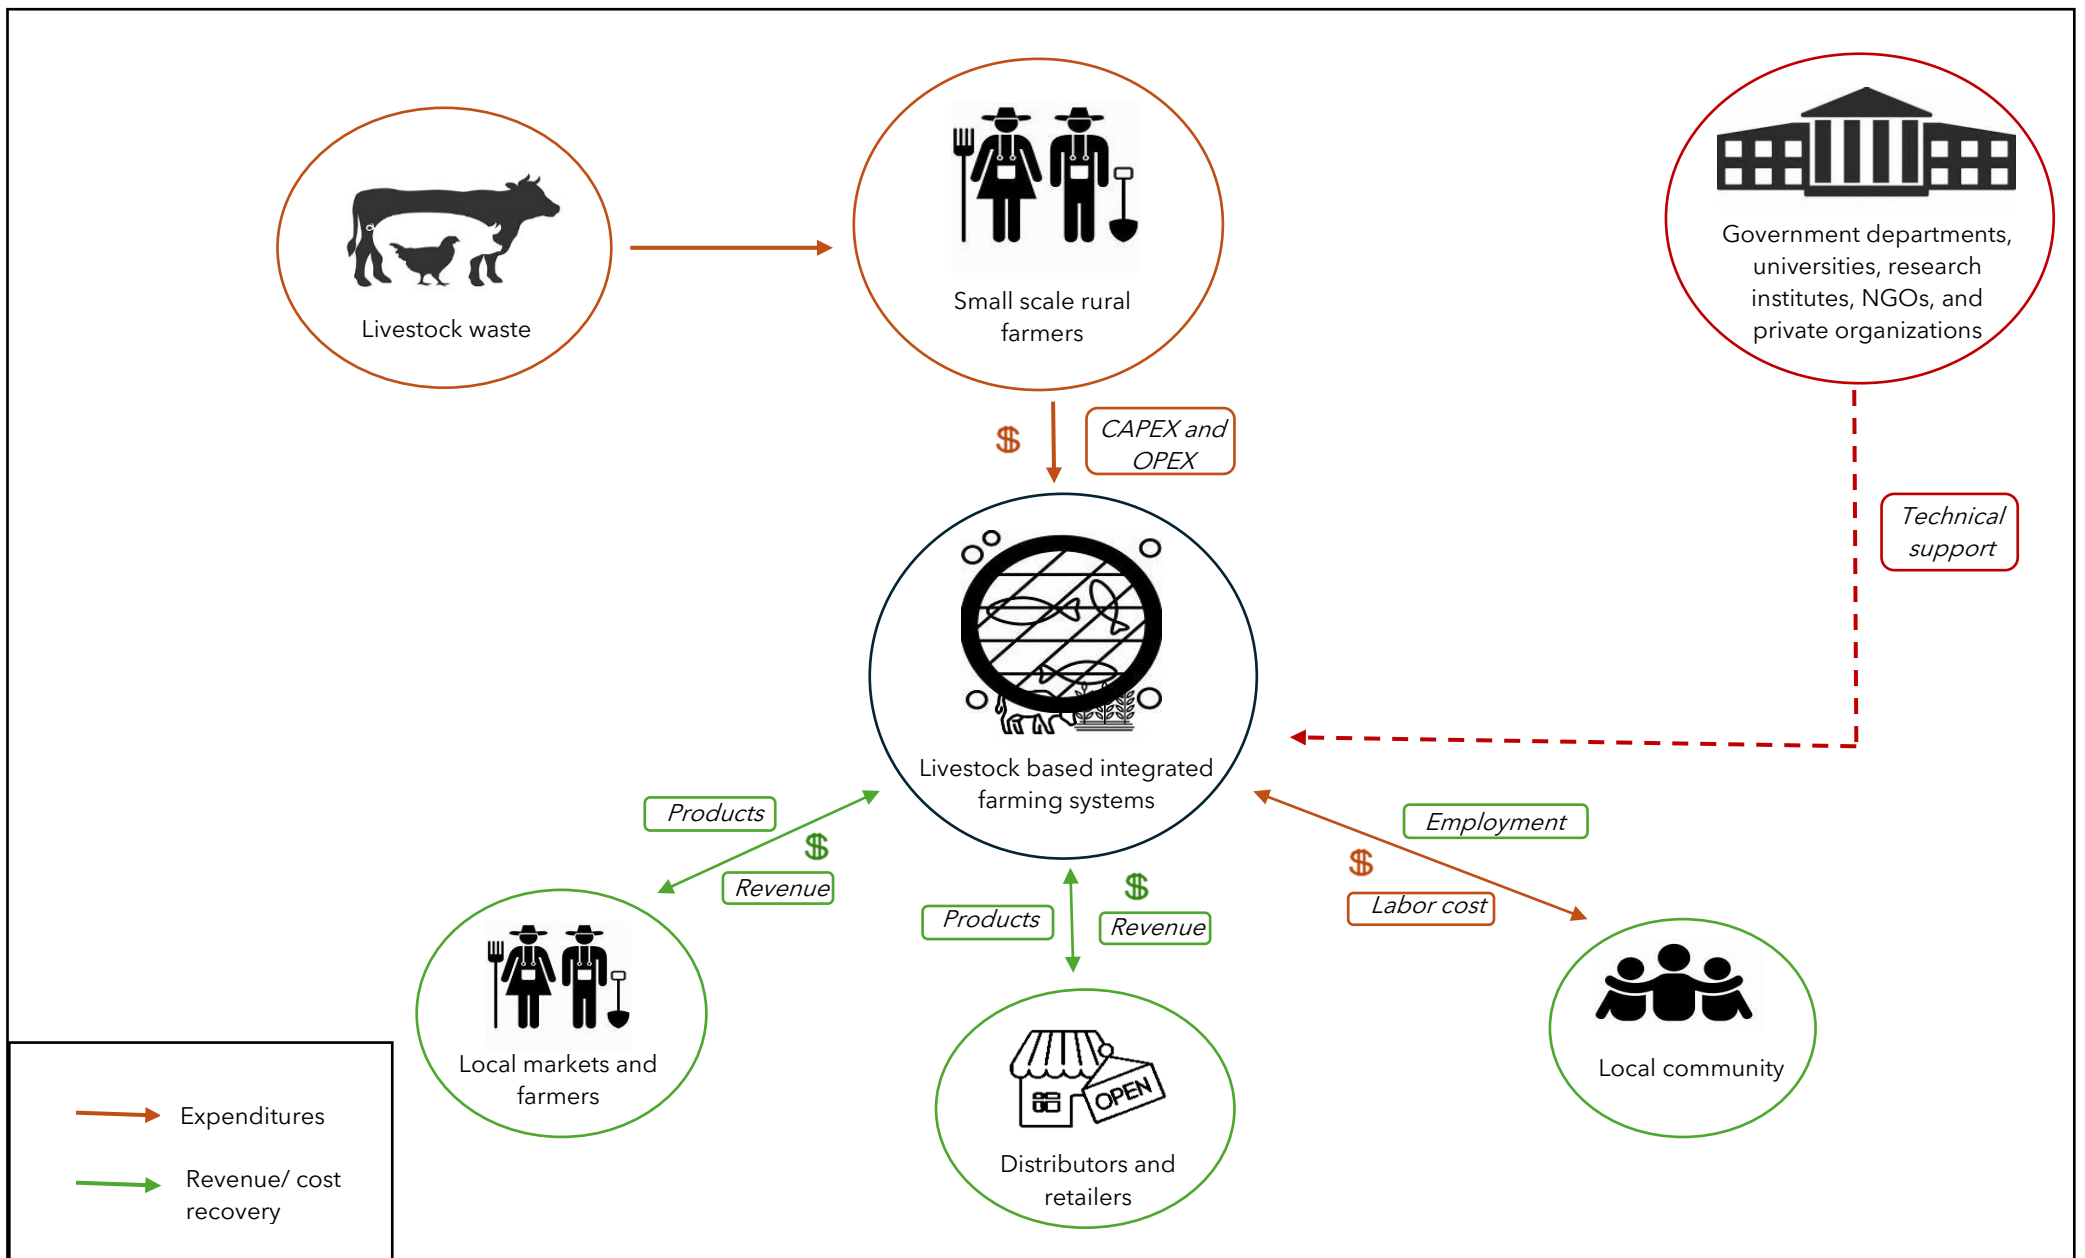 Livestock waste
Small scale rural
farmers
Government departments,
universities, research
institutes, NGOs, and
private organizations
$
CAPEX and
OPEX
Technical
support
Livestock based integrated
farming systems
Products
$
Revenue
Products
$
Revenue
Employment
$
Labor cost
Local markets and
farmers
OPEN
Distributors and
retailers
Local community
Expenditures
Revenue/ cost
recovery